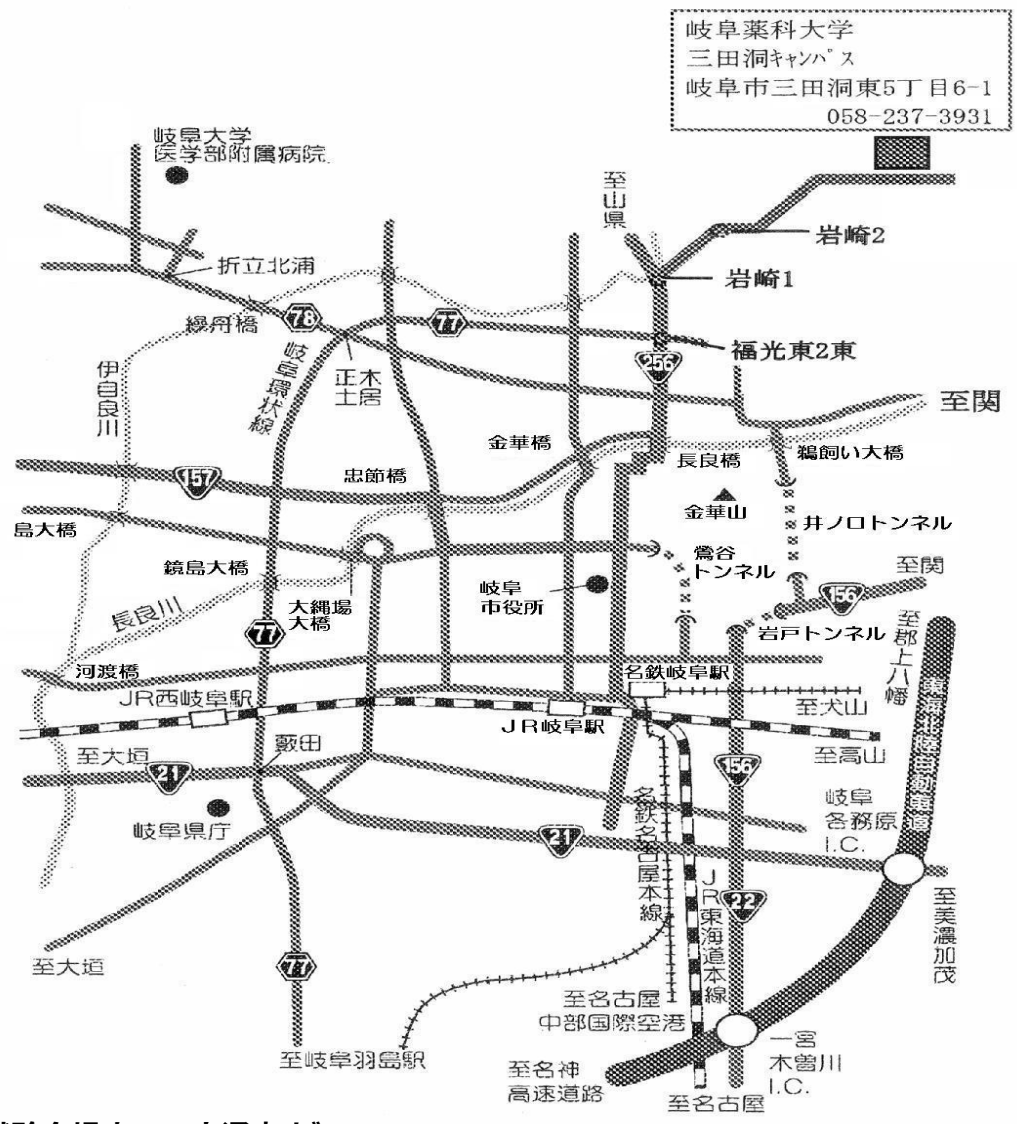 岐阜薬科大学
三田洞ｷｬﾝﾊﾟｽ
岐阜市三田洞東5丁目6-1
058-237-3931
岐阜大学
医学部附属病院
至山県
岩崎2
折立北浦
岩崎1
繰舟橋
78
77
福光東2東
岐阜環状線
正木
土居
256
伊自良川
至関
金華橋
長良橋
鵜飼い大橋
157
忠節橋
金華山
島大橋
井ノ口トンネル
鏡島大橋
鶯谷
トンネル
至関
岐阜
市役所
156
大縄場
大橋
長良川
77
岩戸トンネル
至郡上八幡
河渡橋
名鉄岐阜駅
東海北陸自動車道
JR西岐阜駅
至犬山
JR岐阜駅
至大垣
藪田
至高山
21
156
岐阜県庁
岐阜
各務原
I.C.
名鉄名古屋本線
21
JR東海道本線
22
至美濃加茂
至大垣
77
至名古屋
中部国際空港
至岐阜羽島駅
一宮
木曽川
I.C.
至名神
高速道路
至名古屋